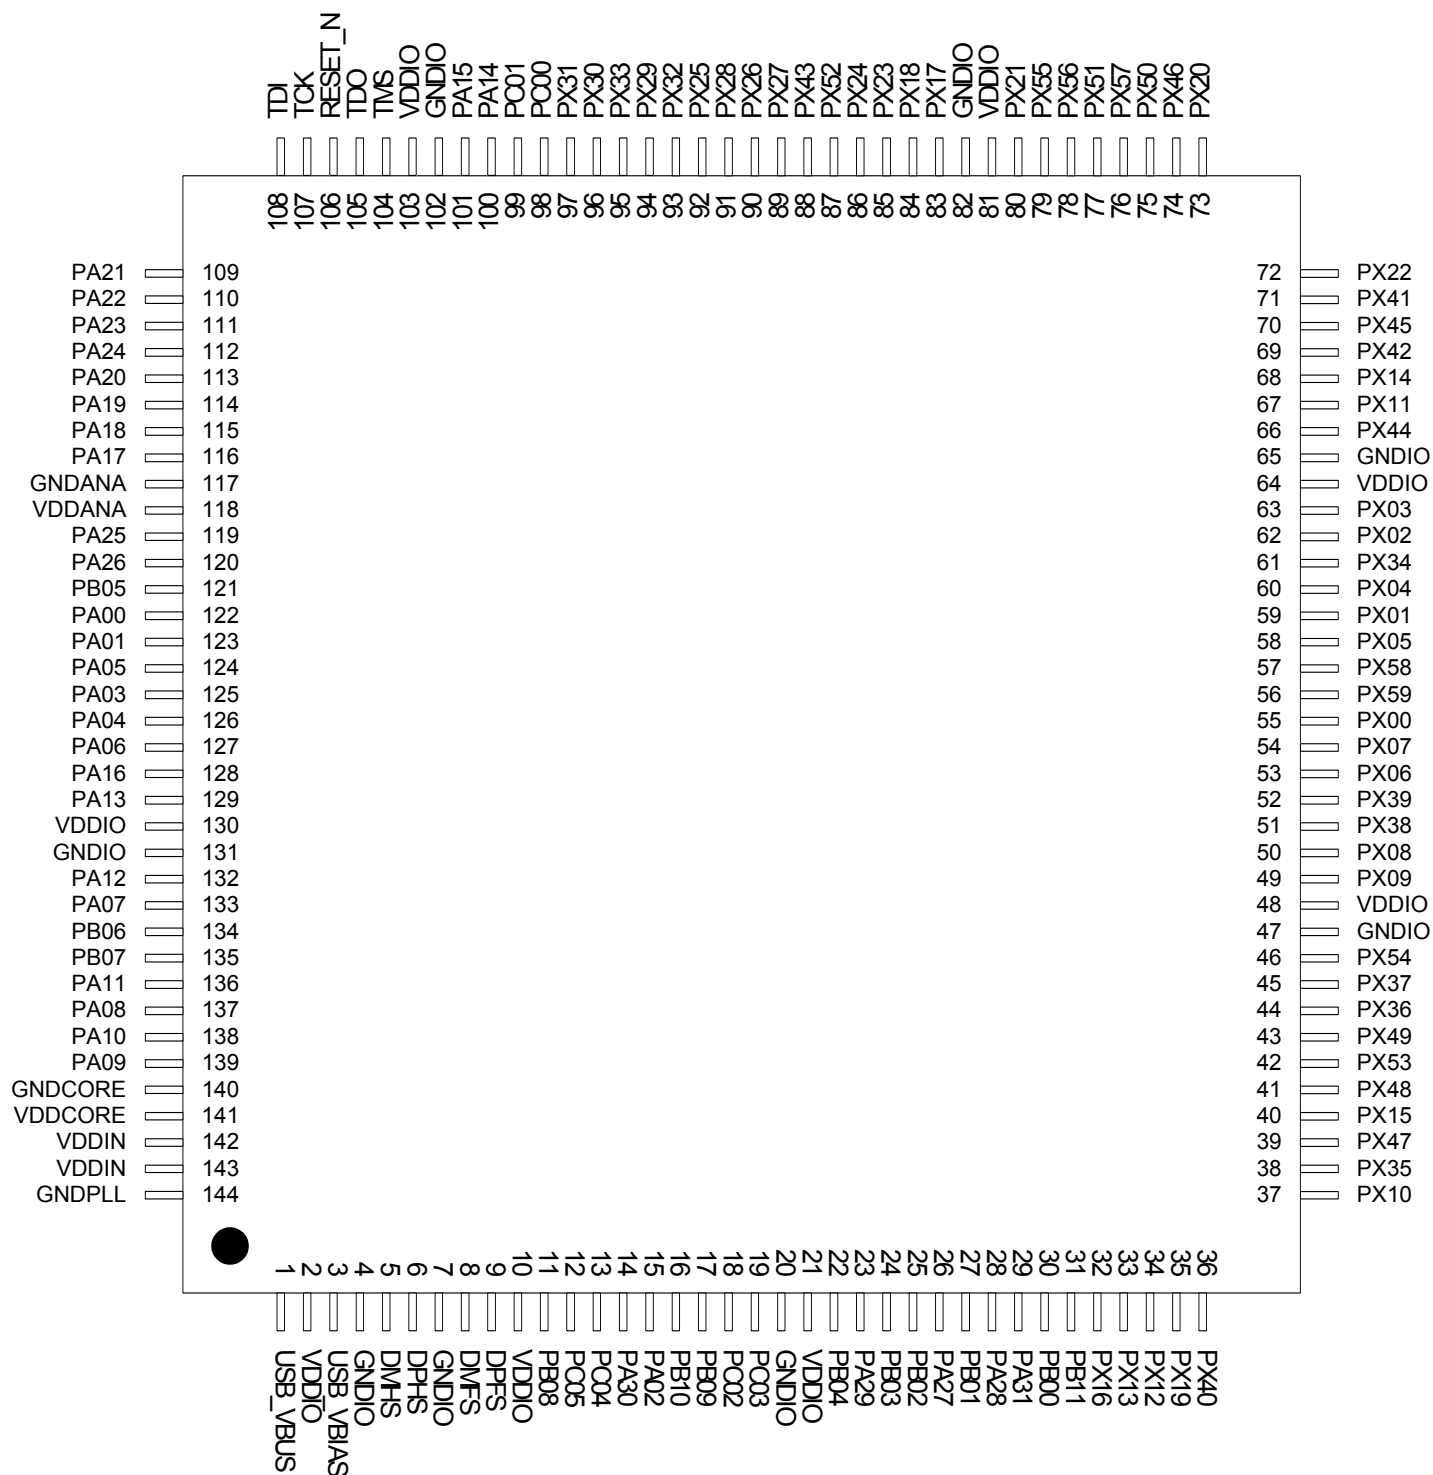 TDI
TCK
RESET_N
TDO
TMS
VDDIO
GNDIO
PA15
PA14
PC01
PC00
PX31
PX30
PX33
PX29
PX32
PX25
PX28
PX26
PX27
PX43
PX52
PX24
PX23
PX18
PX17
GNDIO
VDDIO
PX21
PX55
PX56
PX51
PX57
PX50
PX46
PX20
108
107
106
105
104
103
102
101
100
99
98
97
96
95
94
93
92
91
90
89
88
87
86
85
84
83
82
81
80
79
78
77
76
75
74
73
PA21 109 72 PX22
PA22 110 71 PX41
PA23 111 70 PX45
PA24 112 69 PX42
PA20 113 68 PX14
PA19 114 67 PX11
PA18 115 66 PX44
PA17 116 65 GNDIO
GNDANA 117 64 VDDIO
VDDANA 118 63 PX03
PA25 119 62 PX02
PA26 120 61 PX34
PB05 121 60 PX04
PA00 122 59 PX01
PA01 123 58 PX05
PA05 124 57 PX58
PA03 125 56 PX59
PA04 126 55 PX00
PA06 127 54 PX07
PA16 128 53 PX06
PA13 129 52 PX39
VDDIO 130 51 PX38
GNDIO 131 50 PX08
PA12 132 49 PX09
PA07 133 48 VDDIO
PB06 134 47 GNDIO
PB07 135 46 PX54
PA11 136 45 PX37
PA08 137 44 PX36
PA10 138 43 PX49
PA09 139 42 PX53
GNDCORE 140 41 PX48
VDDCORE 141 40 PX15
VDDIN 142 39 PX47
VDDIN 143 38 PX35
GNDPLL 144 37 PX10
1
2
3
4
5
6
7
8
9
10
11
12
13
14
15
16
17
18
19
20
21
22
23
24
25
26
27
28
29
30
31
32
33
34
35
36
USB_VBUS
VDDIO
USB_VBIAS
GNDIO
DMHS
DPHS
GNDIO
DMFS
DPFS
VDDIO
PB08
PC05
PC04
PA30
PA02
PB10
PB09
PC02
PC03
GNDIO
VDDIO
PB04
PA29
PB03
PB02
PA27
PB01
PA28
PA31
PB00
PB11
PX16
PX13
PX12
PX19
PX40